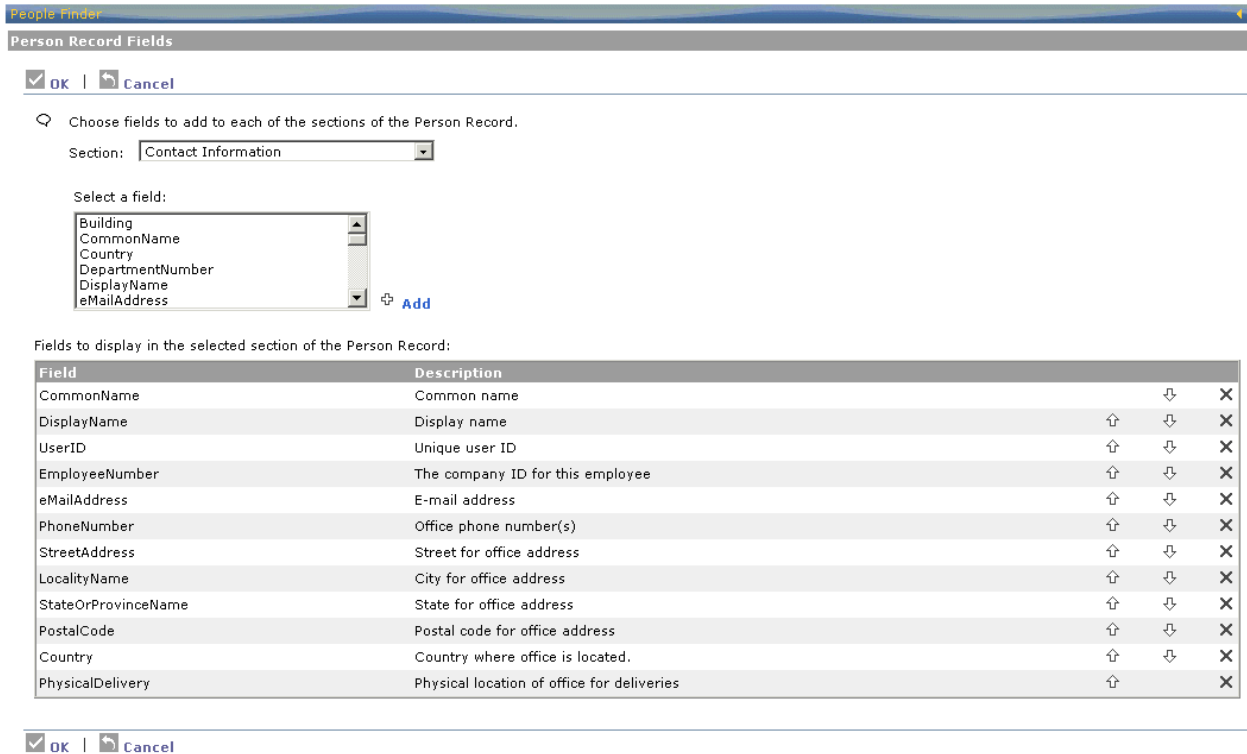 People Finder
Person Record Fields
OK | Cancel
Choose fields to add to each of the sections of the Person Record.
Section: Contact Information
Select a field:
Building
CommonName
Country
DepartmentNumber
DisplayName
eMailAddress
Add
Fields to display in the selected section of the Person Record:
Field Description
CommonName Common name
DisplayName Display name
UserID Unique user ID
EmployeeNumber The company ID for this employee
eMailAddress E-mail address
PhoneNumber Office phone number(s)
StreetAddress Street for office address
LocalityName City for office address
StateOrProvinceName State for office address
PostalCode Postal code for office address
Country Country where office is located.
PhysicalDelivery Physical location of office for deliveries
OK | Cancel